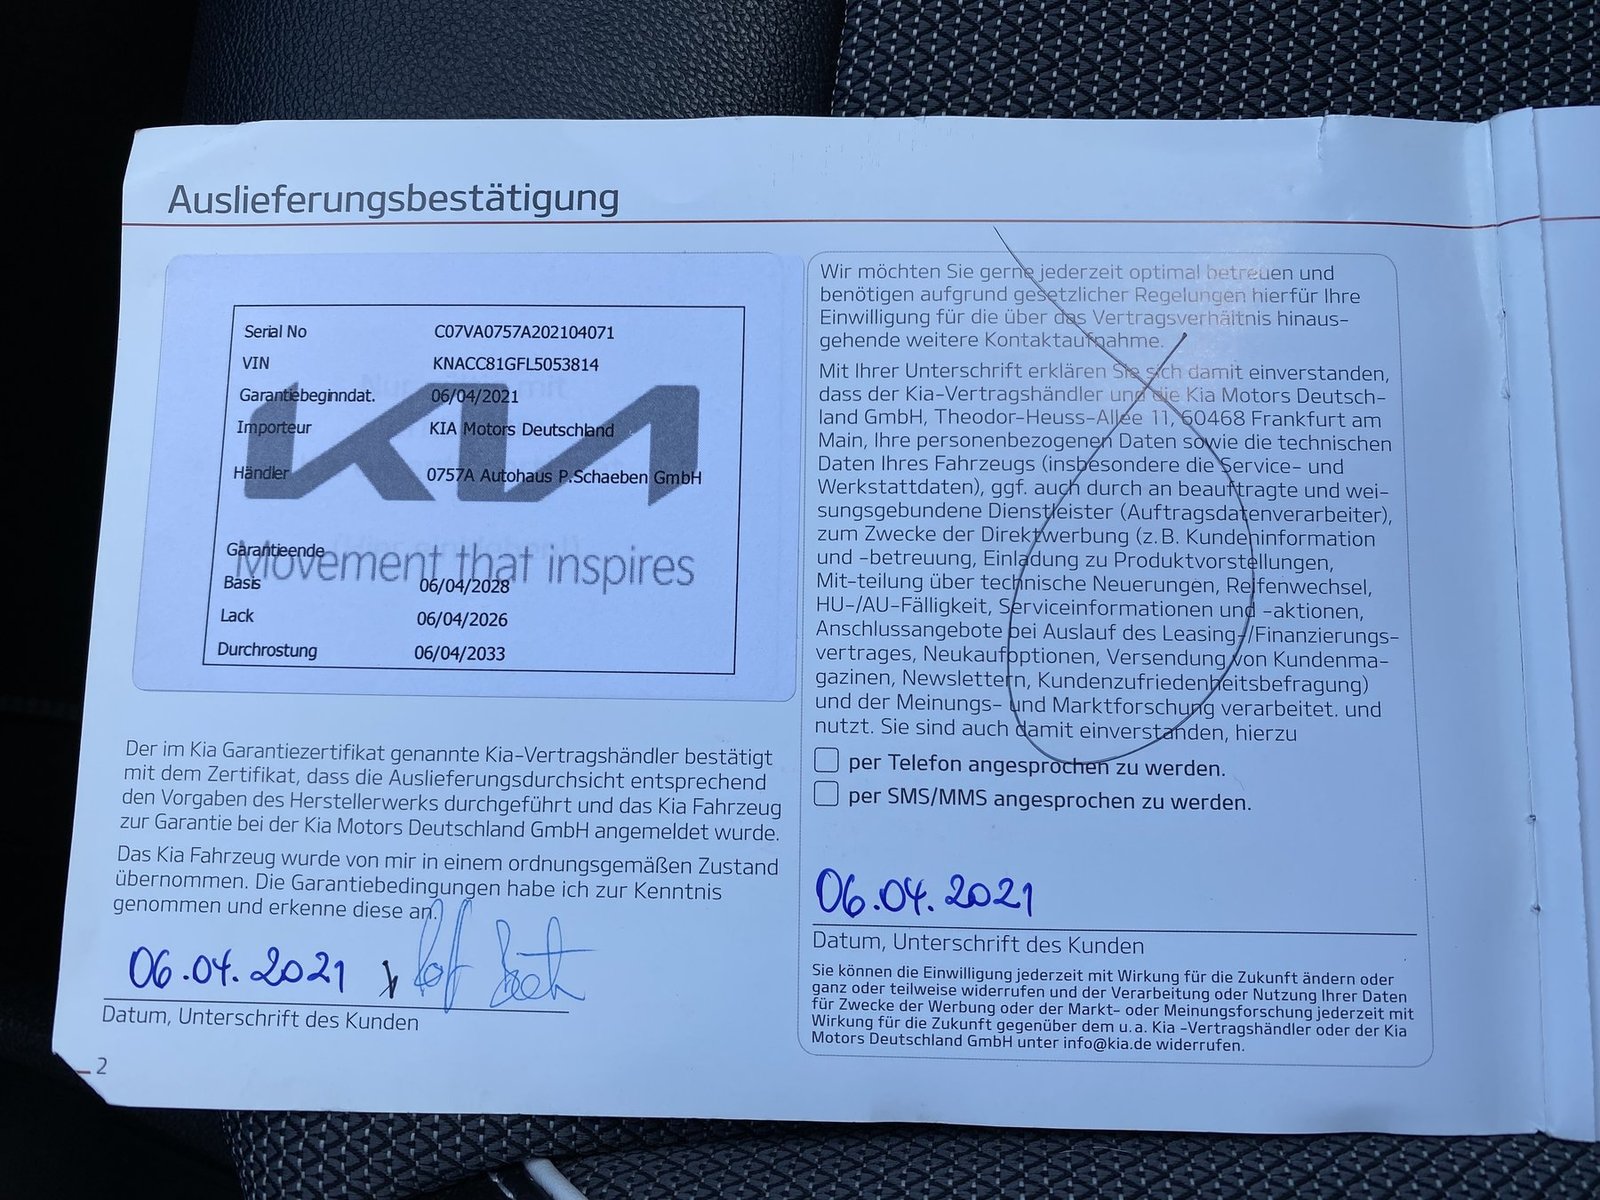 Auslieferungsbestätigung
Serial No C07VA0757A202104071
VIN KNACC81GFL5053814
Garantiebeginndat. 06/04/2021
Importeur KIA Motors Deutschland
Händler 0757A Autohaus P.Schaeben GmbH
KIA
Movement that inspires
Garantieende
Basis 06/04/2028
Lack 06/04/2026
Durchrostung 06/04/2033
Der im Kia Garantiezertifikat genannte Kia-Vertragshändler bestätigt
mit dem Zertifikat, dass die Auslieferungsdurchsicht entsprechend
den Vorgaben des Herstellerwerks durchgeführt und das Kia Fahrzeug
zur Garantie bei der Kia Motors Deutschland GmbH angemeldet wurde.
Das Kia Fahrzeug wurde von mir in einem ordnungsgemäßen Zustand
übernommen. Die Garantiebedingungen habe ich zur Kenntnis
genommen und erkenne diese an.
06.04.2021
Datum, Unterschrift des Kunden
2
Wir möchten Sie gerne jederzeit optimal betreuen und
benötigen aufgrund gesetzlicher Regelungen hierfür Ihre
Einwilligung für die über das Vertragsverhältnis hinaus-
gehende weitere Kontaktaufnahme.
Mit Ihrer Unterschrift erklären Sie sich damit einverstanden,
dass der Kia-Vertragshändler und die Kia Motors Deutsch-
land GmbH, Theodor-Heuss-Allee 11, 60468 Frankfurt am
Main, Ihre personenbezogenen Daten sowie die technischen
Daten Ihres Fahrzeugs (insbesondere die Service- und
Werkstattdaten), ggf. auch durch an beauftragte und wei-
sungsgebundene Dienstleister (Auftragsdatenverarbeiter),
zum Zwecke der Direktwerbung (z.B. Kundeninformation
und -betreuung, Einladung zu Produktvorstellungen,
Mit-teilung über technische Neuerungen, Reifenwechsel,
HU-/AU-Fälligkeit, Serviceinformationen und -aktionen,
Anschlussangebote bei Auslauf des Leasing-/Finanzierungs-
vertrages, Neukaufoptionen, Versendung von Kundenma-
gazinen, Newslettern, Kundenzufriedenheitsbefragung)
und der Meinungs- und Marktforschung verarbeitet. und
nutzt. Sie sind auch damit einverstanden, hierzu
per Telefon angesprochen zu werden.
per SMS/MMS angesprochen zu werden.
06.04.2021
Datum, Unterschrift des Kunden
Sie können die Einwilligung jederzeit mit Wirkung für die Zukunft ändern oder
ganz oder teilweise widerrufen und der Verarbeitung oder Nutzung Ihrer Daten
für Zwecke der Werbung oder der Markt- oder Meinungsforschung jederzeit mit
Wirkung für die Zukunft gegenüber dem u.a. Kia -Vertragshändler oder der Kia
Motors Deutschland GmbH unter info@kia.de widerrufen.